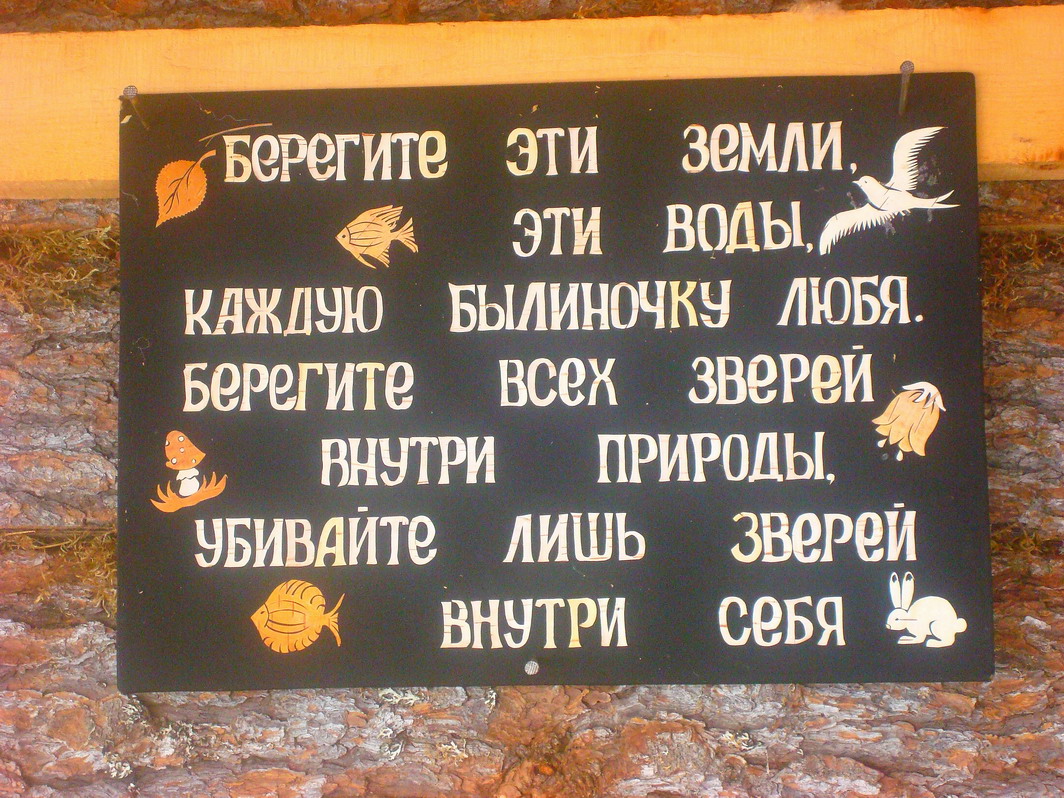 БЕРЕГИТЕ ЭТИ ЗЕМЛИ,
ЭТИ ВОДЫ,
КАЖДУЮ БЫЛИНОЧКУ ЛЮБЯ.
БЕРЕГИТЕ ВСЕХ ЗВЕРЕЙ
ВНУТРИ ПРИРОДЫ,
УБИВАЙТЕ ЛИШЬ ЗВЕРЕЙ
ВНУТРИ СЕБЯ